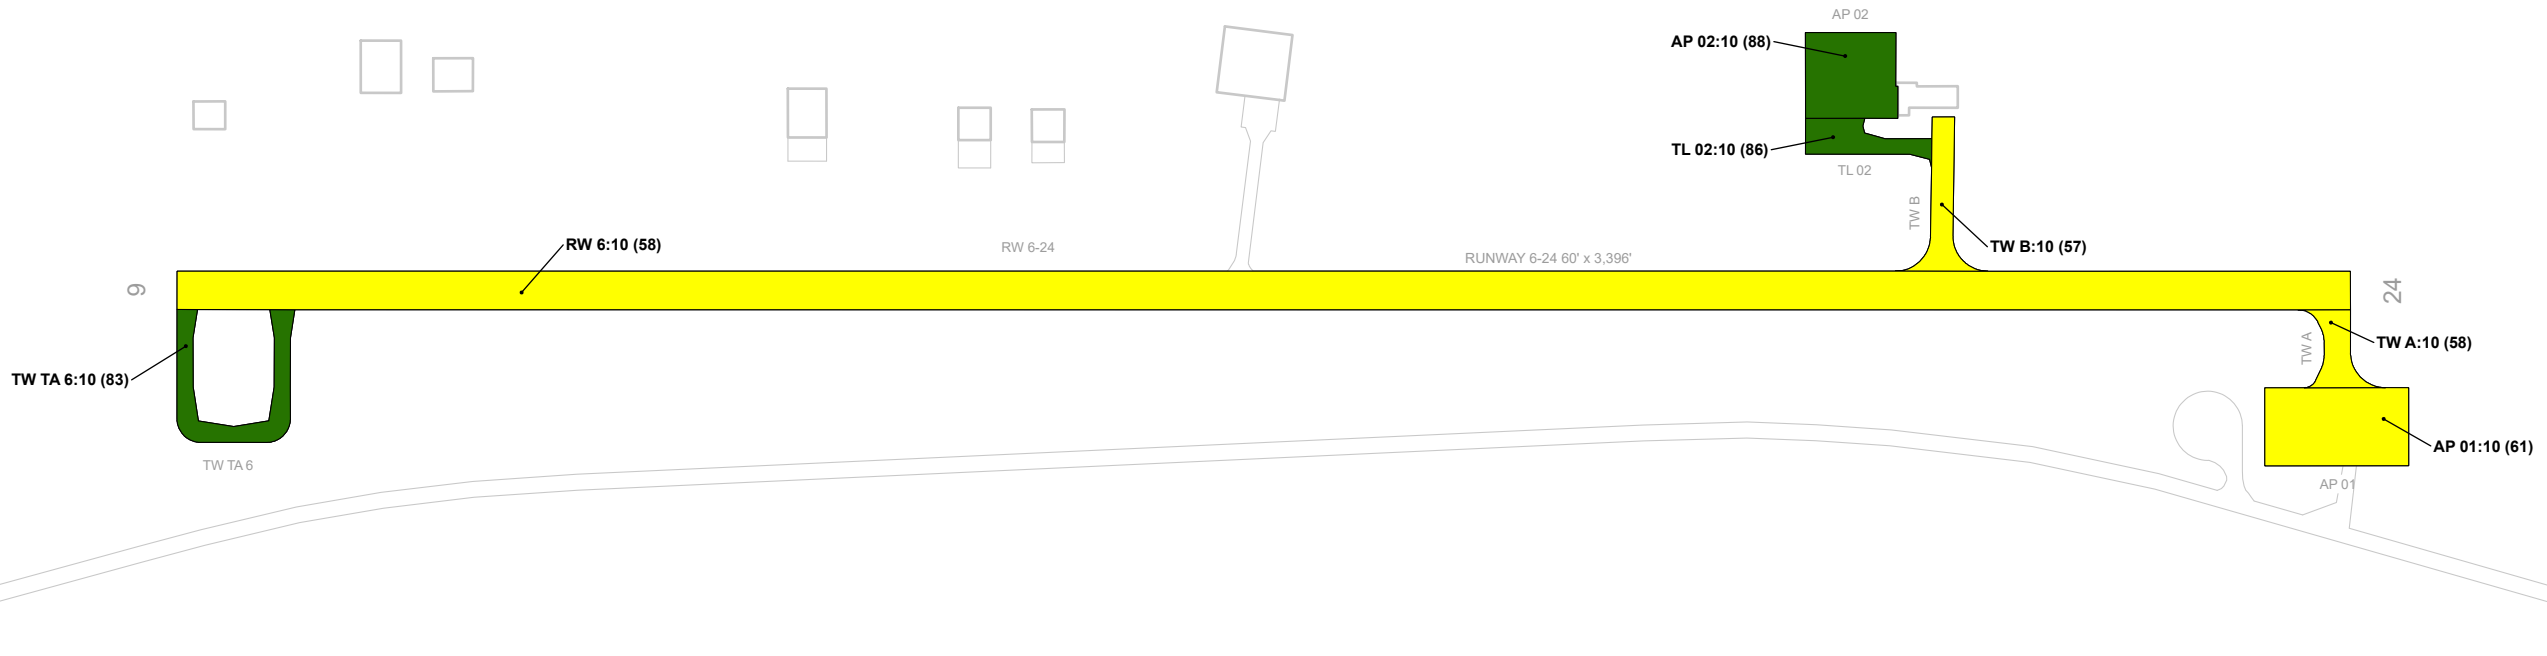 AP 02
AP 02:10 (88)
TL 02:10 (86)
TL 02
TW B
TW B:10 (57)
RW 6:10 (58)
RW 6-24
RUNWAY 6-24 60' x 3,396'
6
24
TW A
TW A:10 (58)
TW TA 6:10 (83)
TW TA 6
AP 01:10 (61)
AP 01